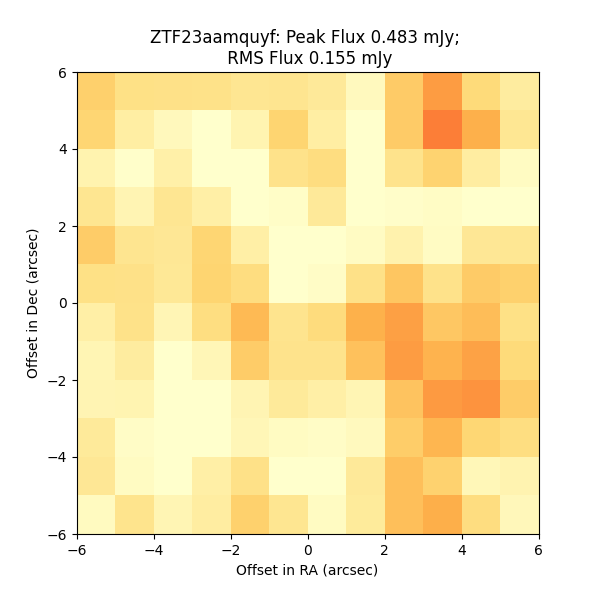 ZTF23aamquyf: Peak Flux 0.483 mJy;
RMS Flux 0.155 mJy
6
4
2
0
−2
−4
−6
Offset in Dec (arcsec)
−6 −4 −2 0 2 4 6
Offset in RA (arcsec)